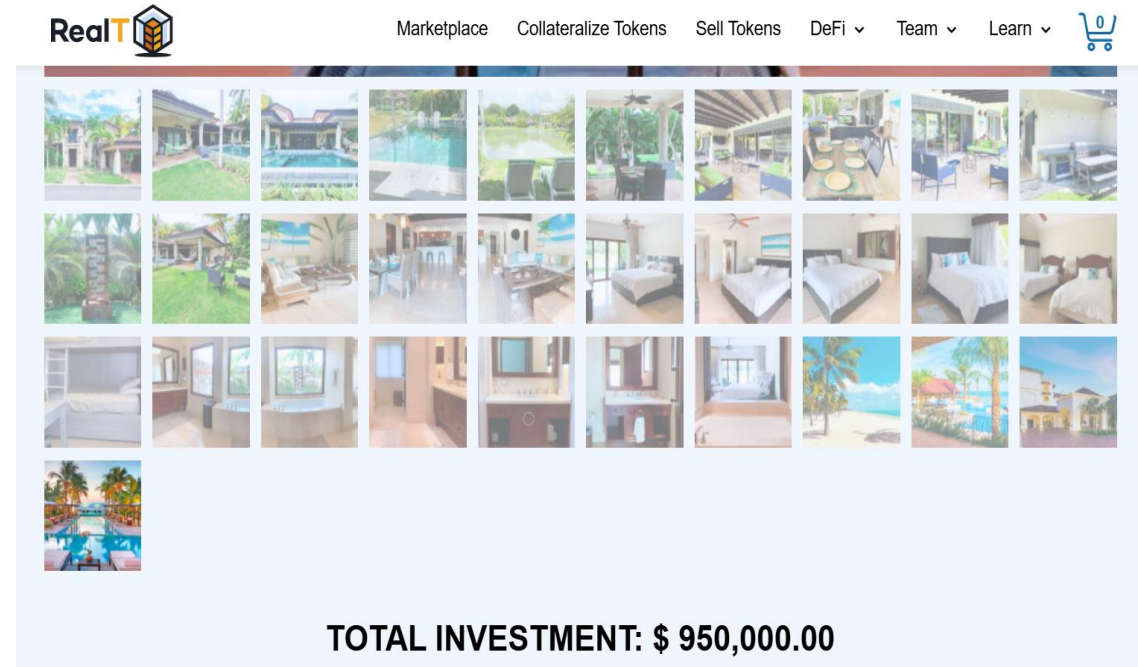 RealT Marketplace Collateralize Tokens Sell Tokens DeFi Team Learn 0
TOTAL INVESTMENT: $ 950,000.00